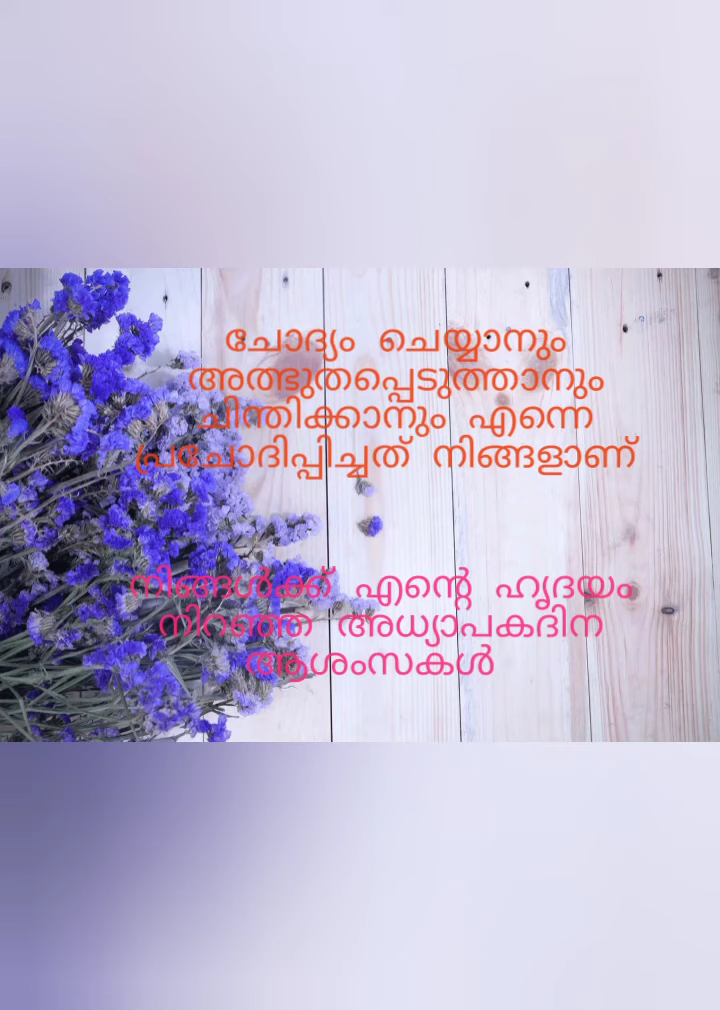 ചോദ്യം ചെയ്യാനും
അത്ഭുതപ്പെടുത്താനും
ചിന്തിക്കാനും എന്നെ
പ്രചോദിപ്പിച്ചത് നിങ്ങളാണ്
നിങ്ങൾക്ക് എന്റെ ഹൃദയം
നിറഞ്ഞ അധ്യാപകദിന
ആശംസകൾ